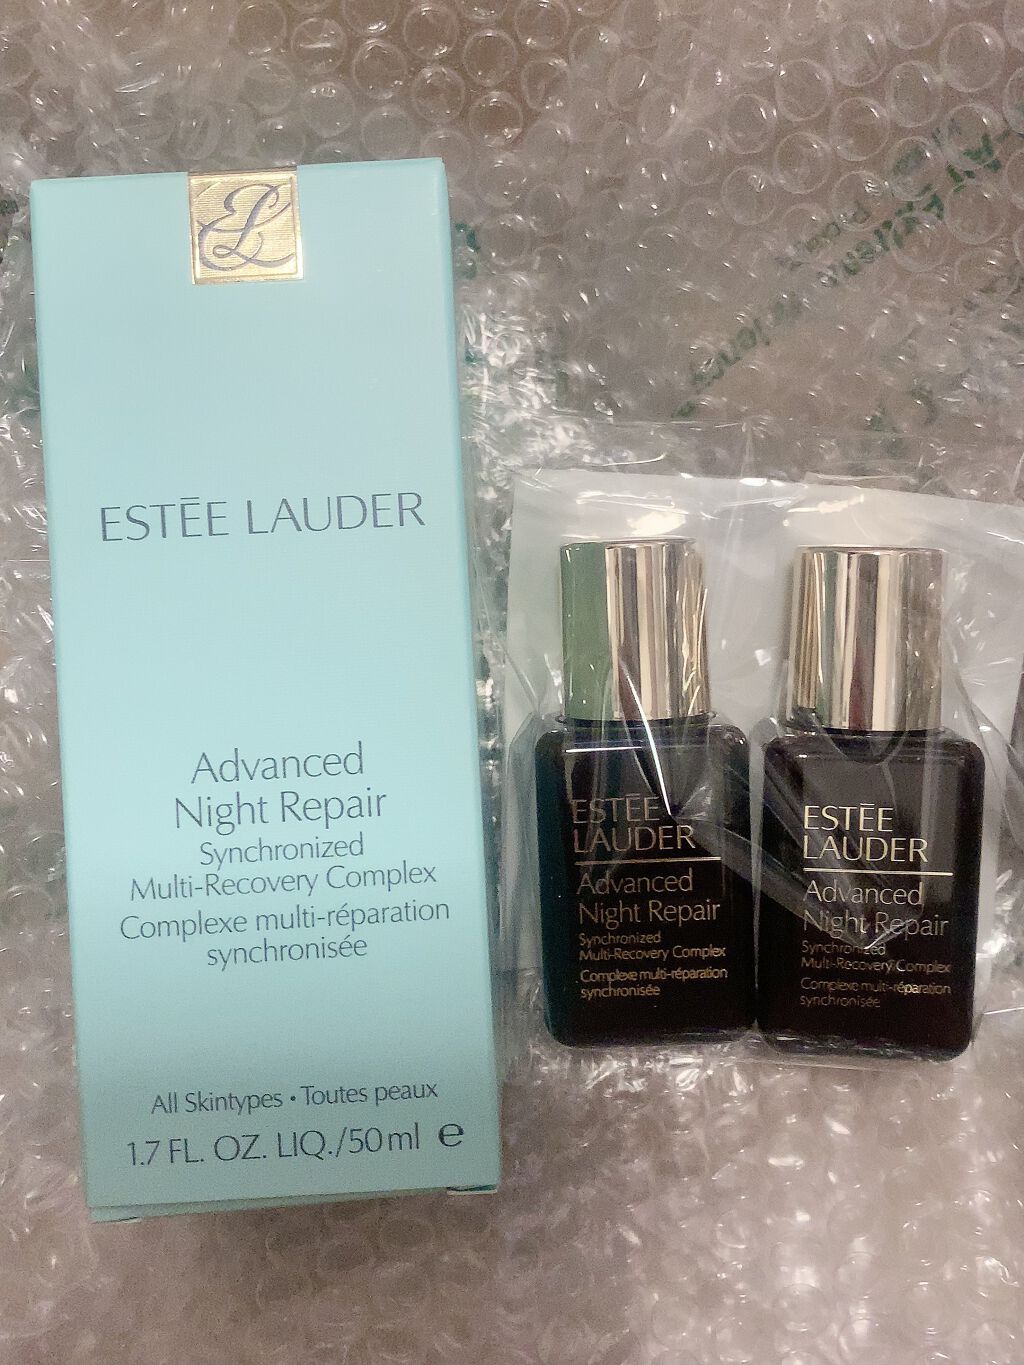 EL
ESTĒE LAUDER
Advanced
Night Repair
Synchronized
Multi-Recovery Complex
Complexe multi-réparation
synchronisée
All Skintypes • Toutes peaux
1.7 FL. OZ. LIQ./50ml e
ESTĒE
LAUDER
Advanced
Night Repair
Synchronized
Multi-Recovery Complex
Complexe multi-réparation
synchronisée
ESTĒE
LAUDER
Advanced
Night Repair
Synchronized
Multi-Recovery Complex
Complexe multi-réparation
synchronisée